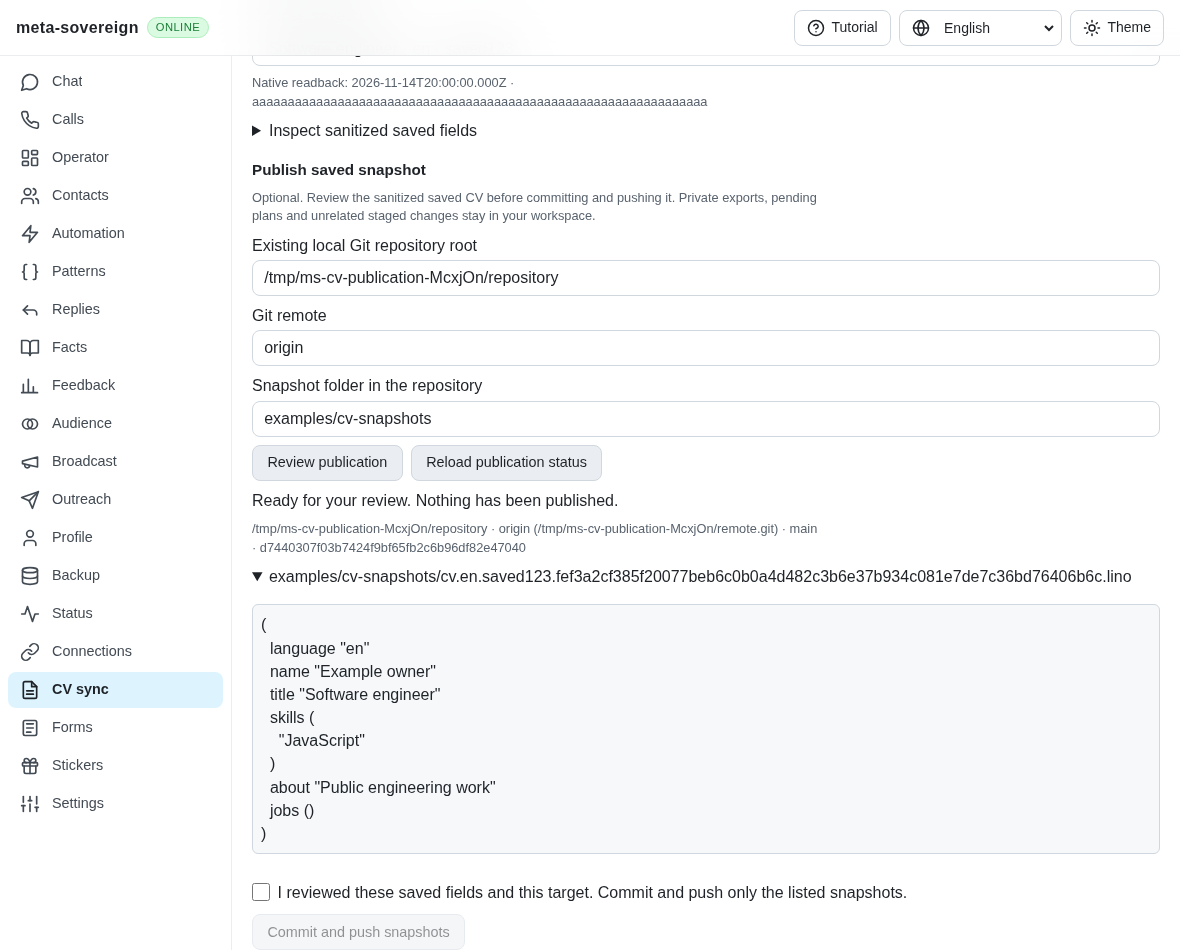 meta-sovereign ONLINE Tutorial English Theme
Chat
Calls
Operator
Contacts
Automation
Patterns
Replies
Facts
Feedback
Audience
Broadcast
Outreach
Profile
Backup
Status
Connections
CV sync
Forms
Stickers
Settings
Native readback: 2026-11-14T20:00:00.000Z ·
aaaaaaaaaaaaaaaaaaaaaaaaaaaaaaaaaaaaaaaaaaaaaaaaaaaaaaaaaaaaaaaa
Inspect sanitized saved fields
Publish saved snapshot
Optional. Review the sanitized saved CV before committing and pushing it. Private exports, pending
plans and unrelated staged changes stay in your workspace.
Existing local Git repository root
/tmp/ms-cv-publication-McxjOn/repository
Git remote
origin
Snapshot folder in the repository
examples/cv-snapshots
Review publication Reload publication status
Ready for your review. Nothing has been published.
/tmp/ms-cv-publication-McxjOn/repository · origin (/tmp/ms-cv-publication-McxjOn/remote.git) · main
· d7440307f03b7424f9bf65fb2c6b96df82e47040
examples/cv-snapshots/cv.en.saved123.fef3a2cf385f20077beb6c0b0a4d482c3b6e37b934c081e7de7c36bd76406b6c.lino
(
  language "en"
  name "Example owner"
  title "Software engineer"
  skills (
    "JavaScript"
  )
  about "Public engineering work"
  jobs ()
)
I reviewed these saved fields and this target. Commit and push only the listed snapshots.
Commit and push snapshots